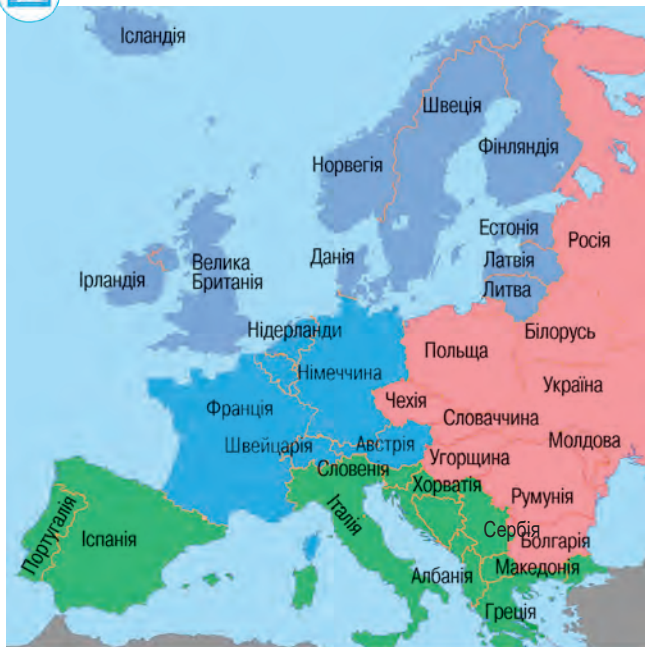 Ісландія
Швеція
Фінляндія
Норвегія
Естонія
Росія
Латвія
Данія
Велика
Британія
Ірландія
Литва
Нідерланди
Білорусь
Польща
Німеччина
Україна
Чехія
Франція
Словаччина
Молдова
Швейцарія
Австрія
Угорщина
Словенія
Хорватія
Румунія
Португалія
Іспанія
Італія
Сербія
Болгарія
Албанія
Македонія
Греція